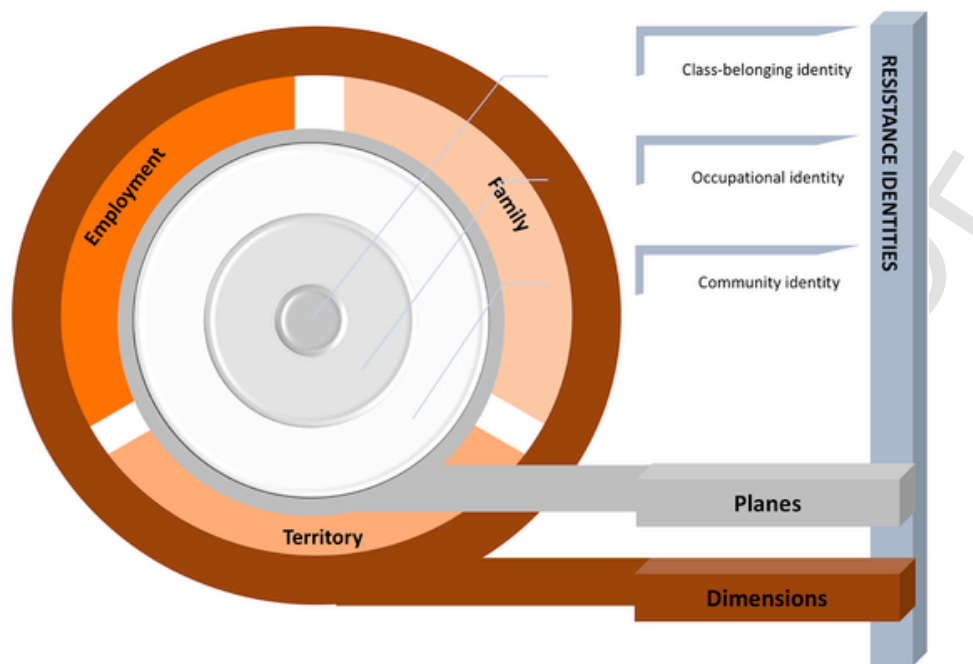 Class-belonging identity
RESISTANCE IDENTITIES
Employment
Family
Occupational identity
Community identity
Planes
Territory
Dimensions